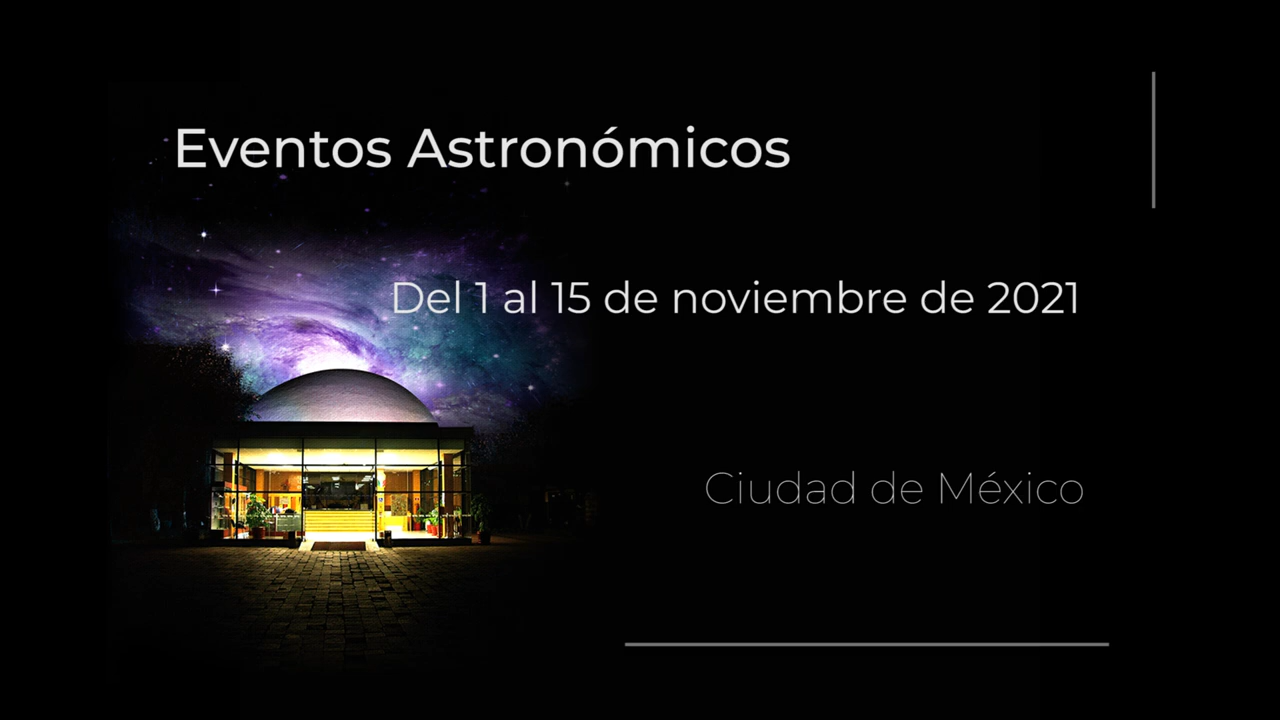 Eventos Astronómicos
Del 1 al 15 de noviembre de 2021
Ciudad de México